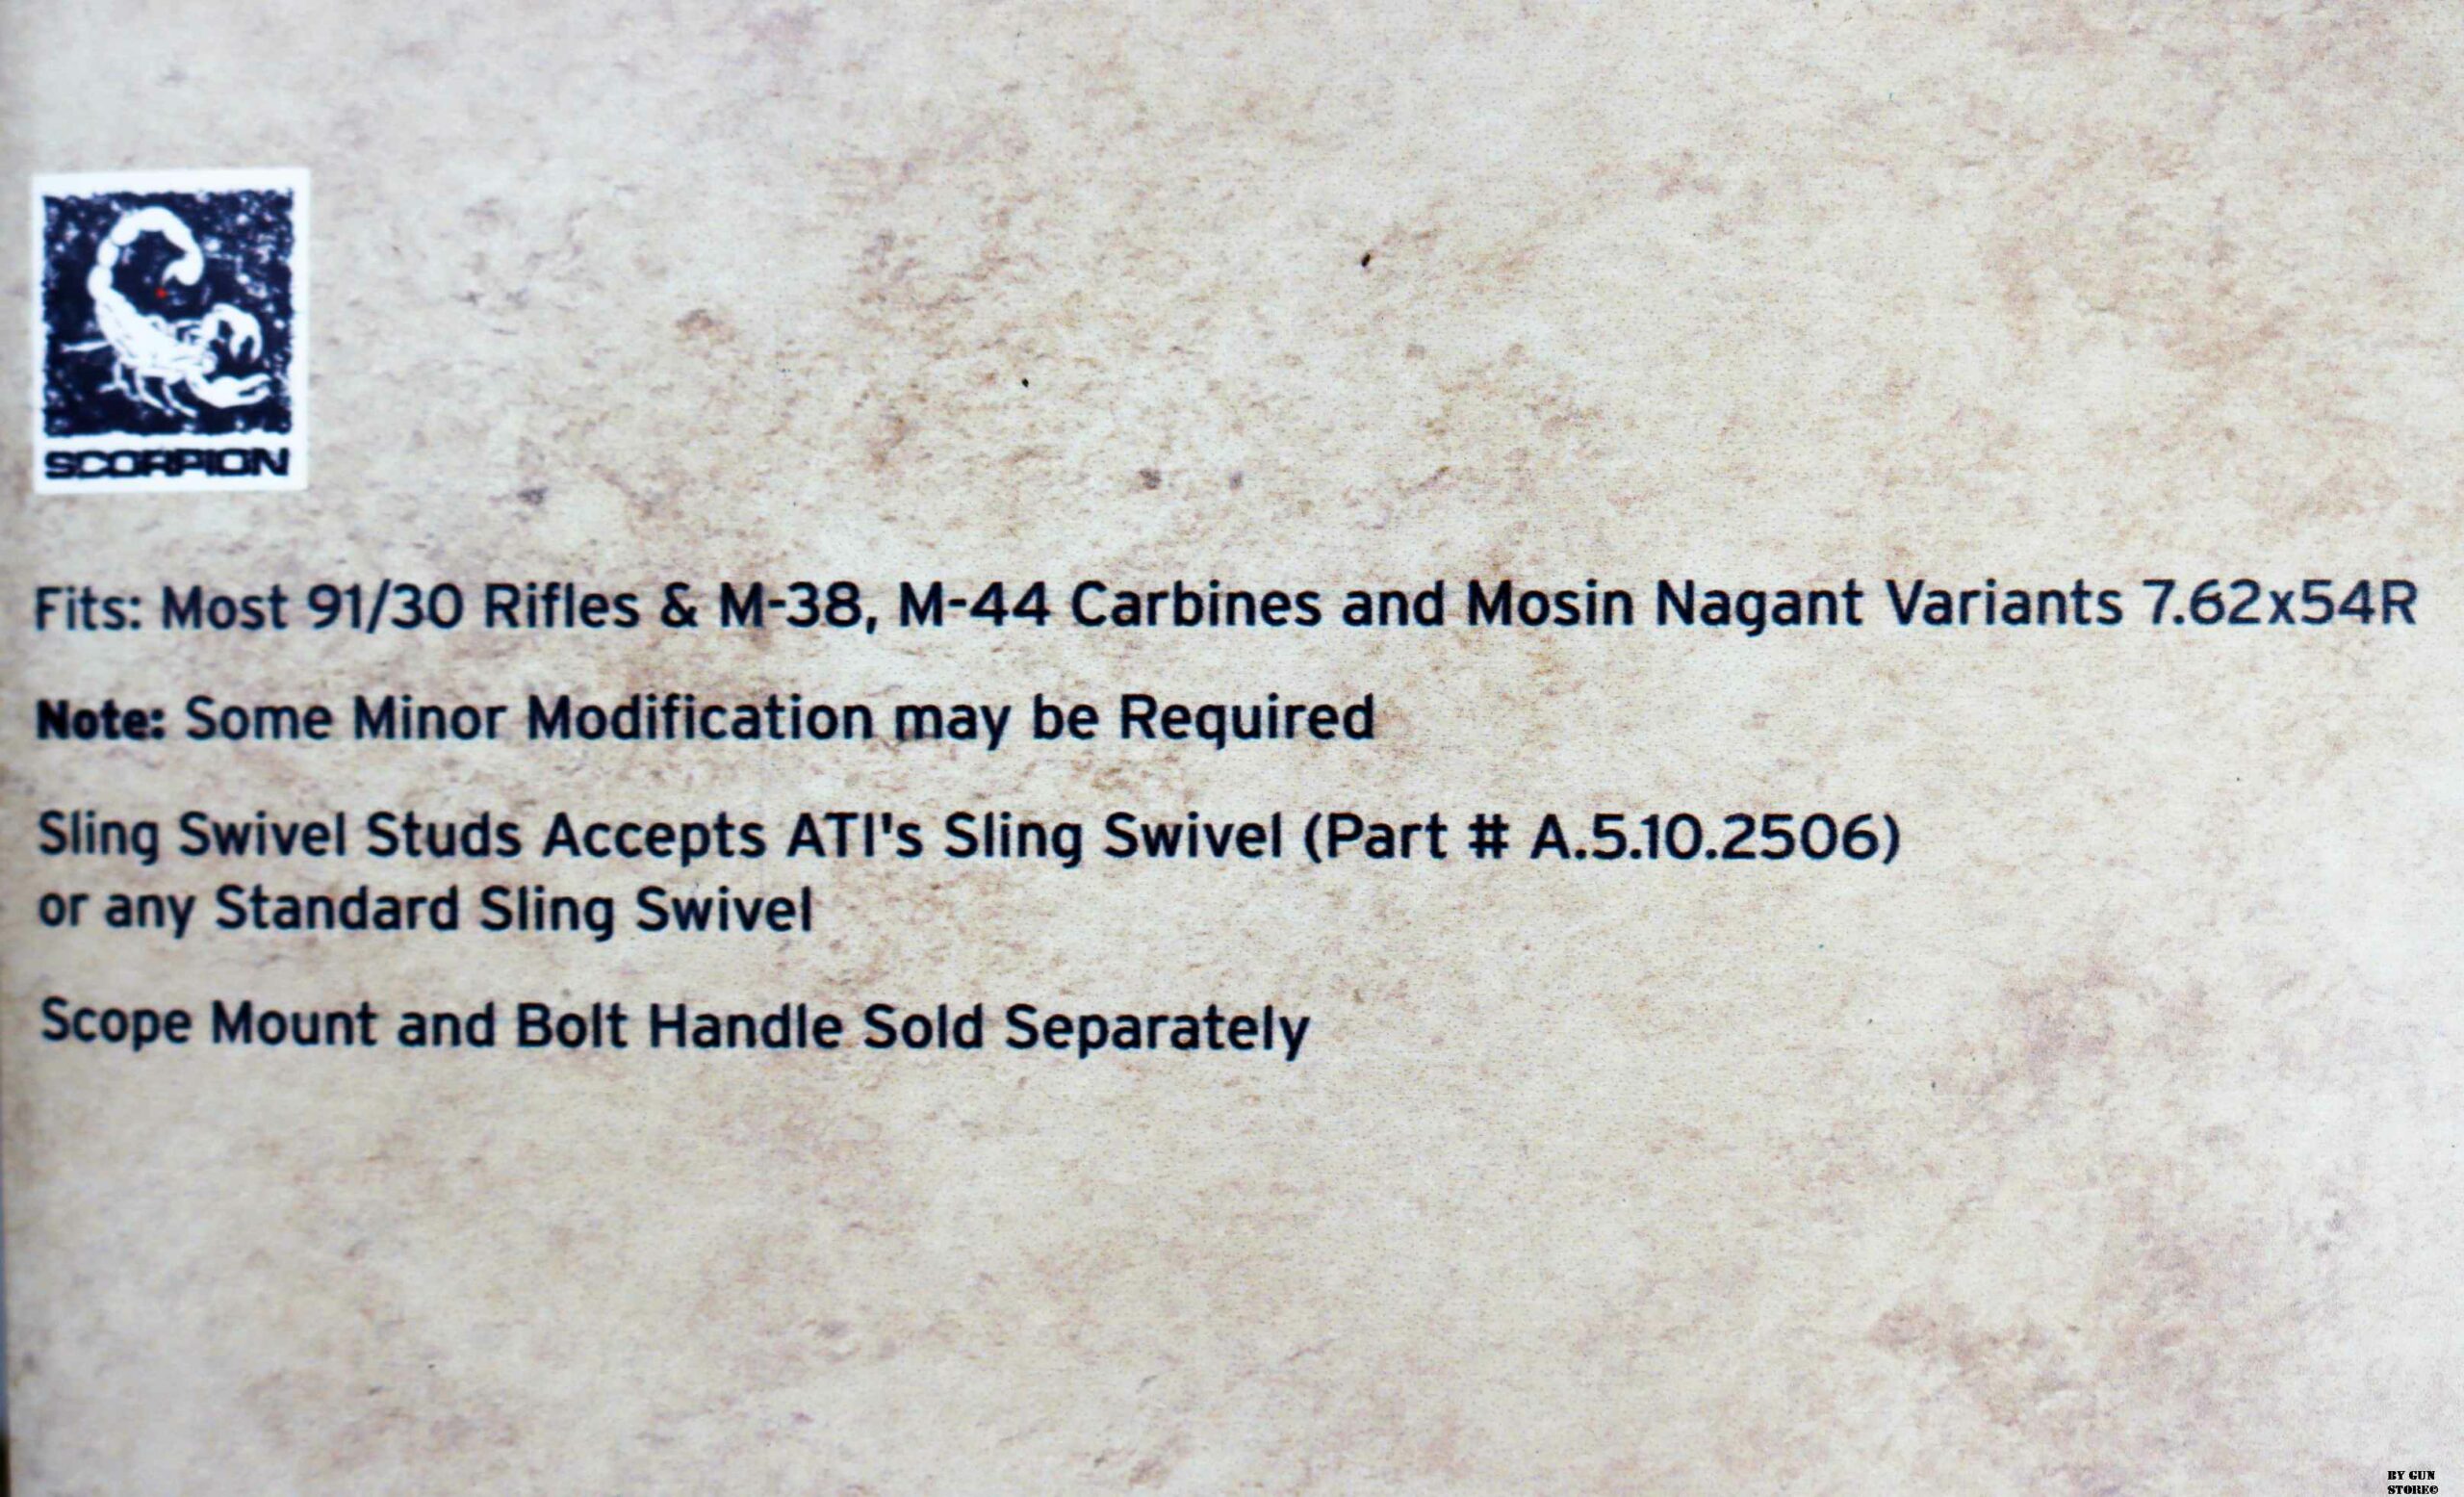 SCORPION
Fits: Most 91/30 Rifles & M-38, M-44 Carbines and Mosin Nagant Variants 7.62x54R
Note: Some Minor Modification may be Required
Sling Swivel Studs Accepts ATI's Sling Swivel (Part # A.5.10.2506)
or any Standard Sling Swivel
Scope Mount and Bolt Handle Sold Separately
BY GUN
STORE©